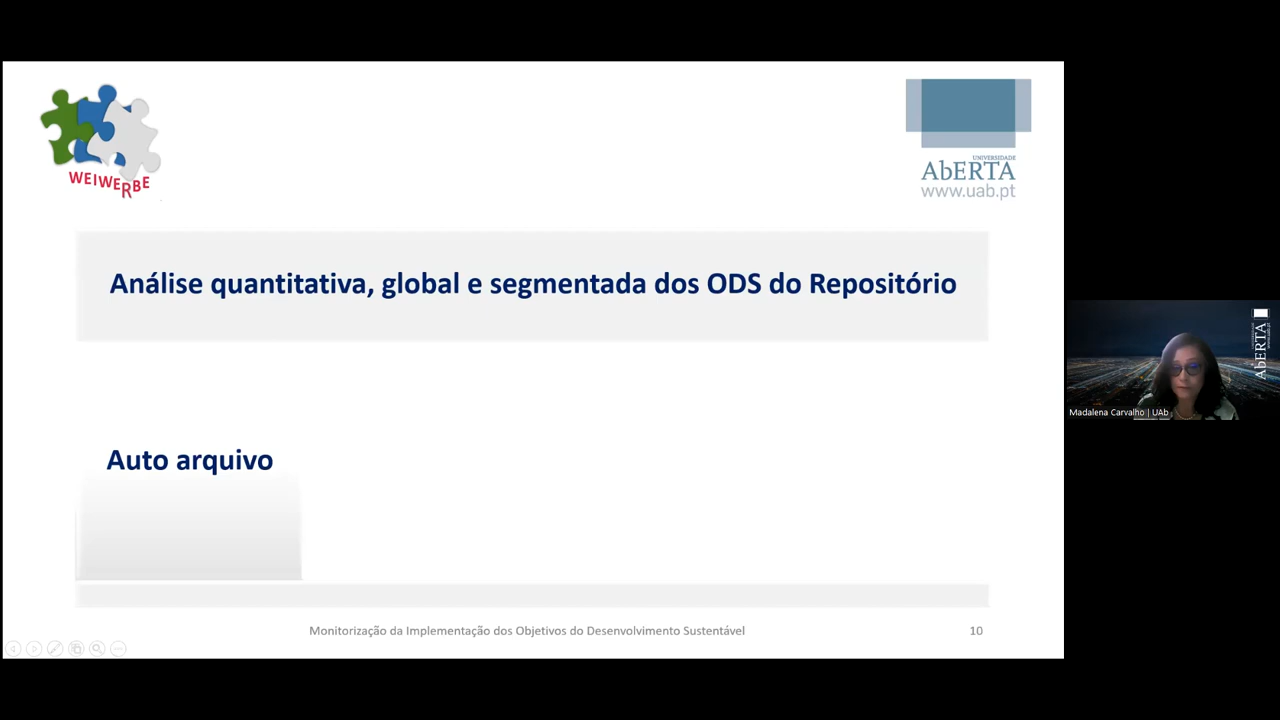 WEIWERBE
UNIVERSIDADE
AbERTA
www.uab.pt
Análise quantitativa, global e segmentada dos ODS do Repositório
Auto arquivo
Monitorização da Implementação dos Objetivos do Desenvolvimento Sustentável
10
AbERTA
Madalena Carvalho | UAb